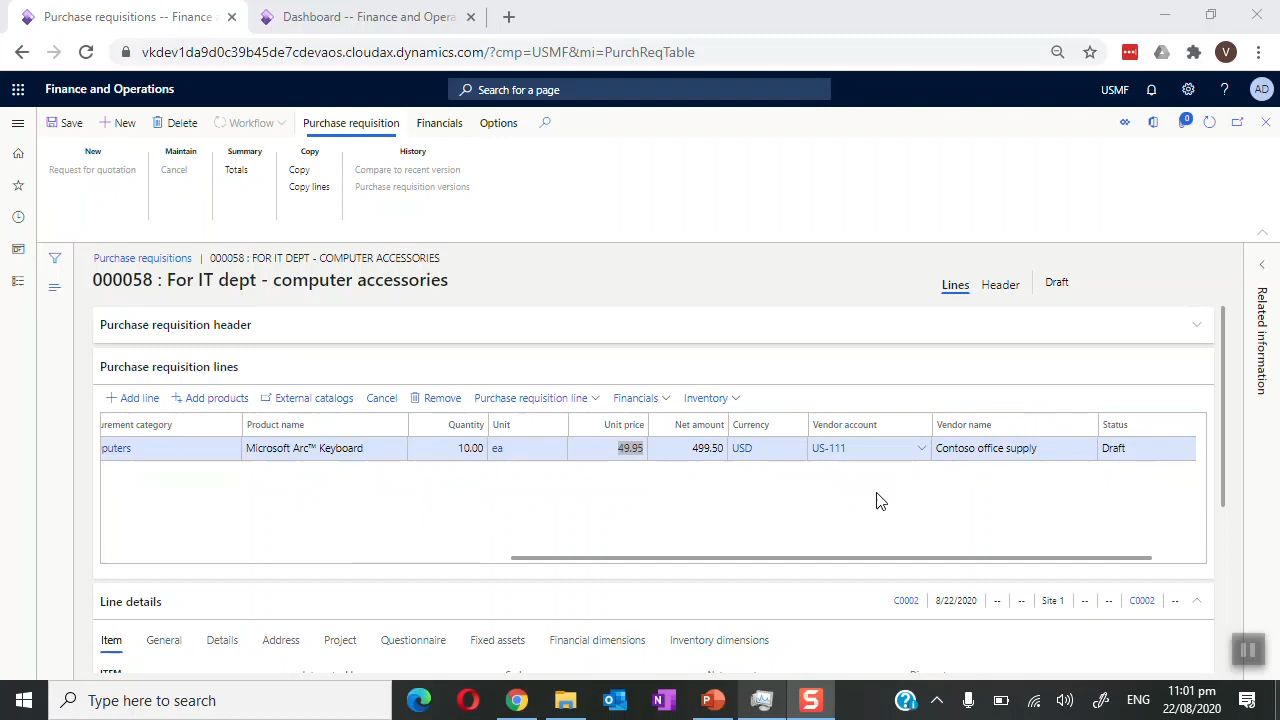 Purchase requisitions -- Finance
Dashboard -- Finance and Opera
vkdev1da9d0c39b45de7cdevaos.cloudax.dynamics.com/?cmp=USMF&mi=PurchReqTable
V
Finance and Operations
Search for a page
USMF
?
AD
Save
New
Delete
Workflow
Purchase requisition
Financials
Options
0
New
Maintain
Summary
Copy
History
Request for quotation
Cancel
Totals
Copy
Compare to recent version
Copy lines
Purchase requisition versions
Purchase requisitions | 000058 : FOR IT DEPT - COMPUTER ACCESSORIES
000058 : For IT dept - computer accessories
Lines
Header
Draft
Related information
Purchase requisition header
Purchase requisition lines
Add line
Add products
External catalogs
Cancel
Remove
Purchase requisition line
Financials
Inventory
urement category
Product name
Quantity
Unit
Unit price
Net amount
Currency
Vendor account
Vendor name
Status
puters
Microsoft Arc™ Keyboard
10.00
ea
49.95
499.50
USD
US-111
Contoso office supply
Draft
Line details
C0002
8/22/2020
--
--
Site 1
--
--
C0002
--
Item
General
Details
Address
Project
Questionnaire
Fixed assets
Financial dimensions
Inventory dimensions
ITEM
Type here to search
ENG
11:01 pm
22/08/2020